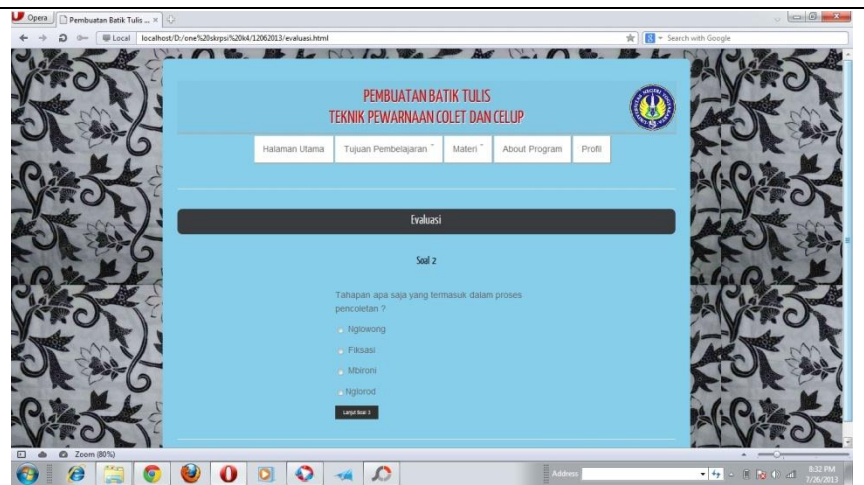 Opera
Pembuatan Batik Tulis ...
Local
localhost/D:/one%20skrpsi%20k4/12062013/evaluasi.html
Search with Google
PEMBUATAN BATIK TULIS
TEKNIK PEWARNAAN COLET DAN CELUP
Halaman Utama
Tujuan Pembelajaran
Materi
About Program
Profil
Evaluasi
Soal 2
Tahapan apa saja yang termasuk dalam proses
pencoletan ?
Nglowong
Fiksasi
Mbironi
Nglorod
Lanjut Soal 3
Zoom (80%)
Address
8:32 PM
7/26/2013